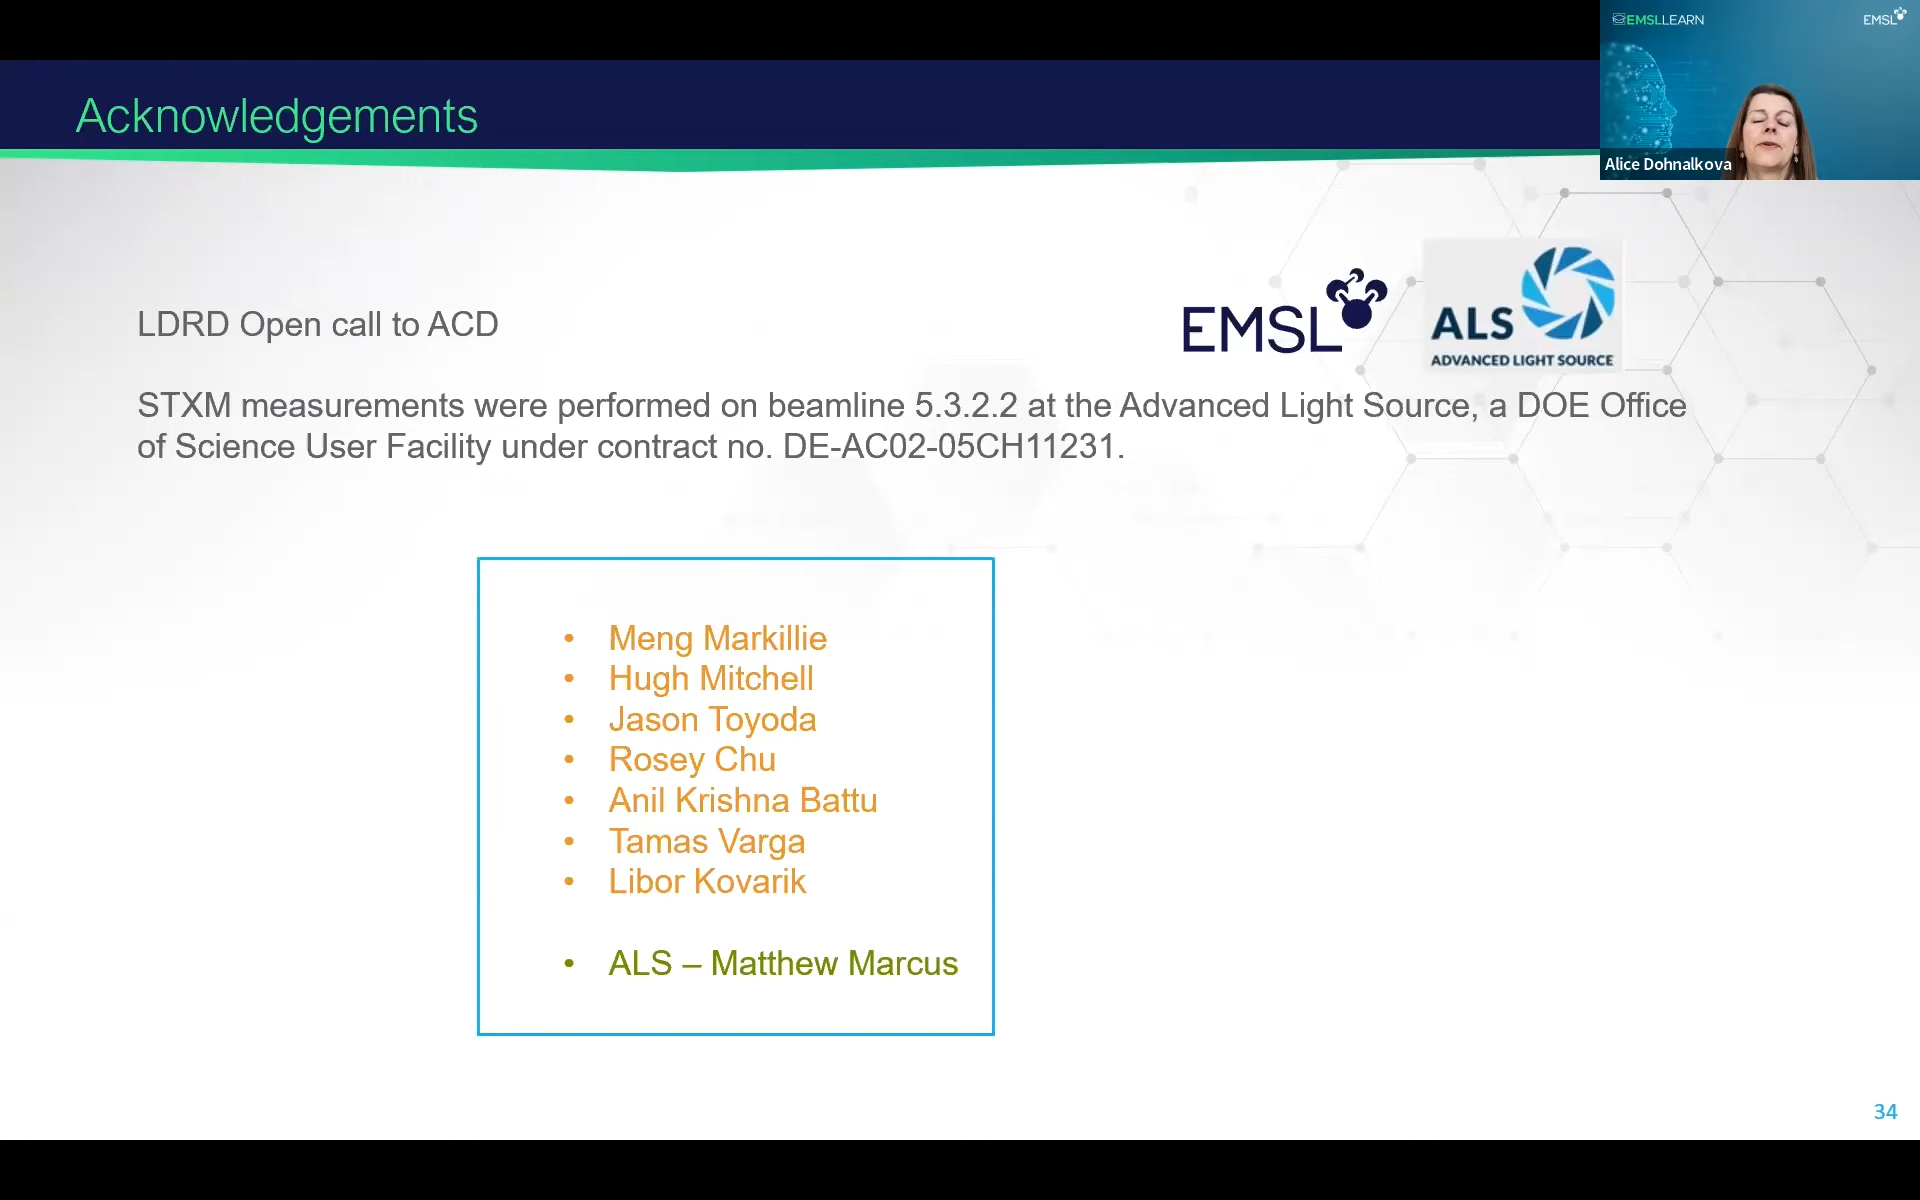 EMSLLEARN
EMSL
Alice Dohnalkova
Acknowledgements
EMSL
ALS
ADVANCED LIGHT SOURCE
LDRD Open call to ACD
STXM measurements were performed on beamline 5.3.2.2 at the Advanced Light Source, a DOE Office
of Science User Facility under contract no. DE-AC02-05CH11231.
• Meng Markillie
• Hugh Mitchell
• Jason Toyoda
• Rosey Chu
• Anil Krishna Battu
• Tamas Varga
• Libor Kovarik
• ALS – Matthew Marcus
34